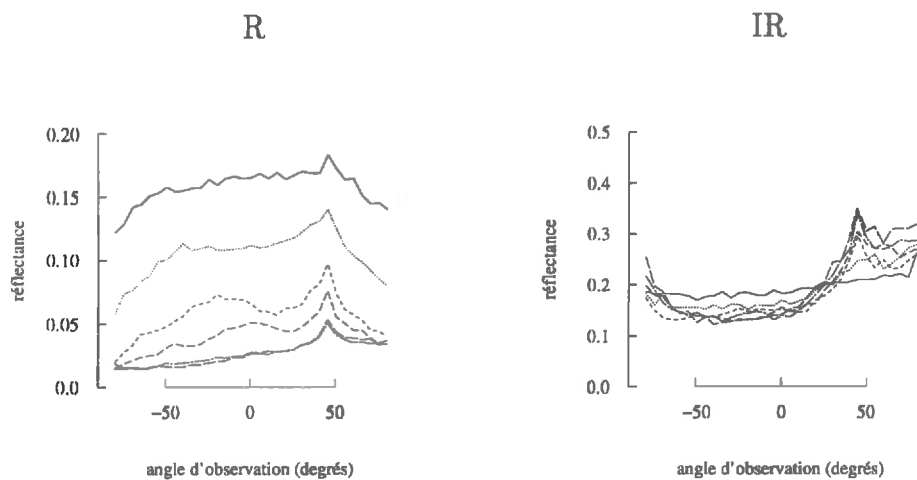 R
IR
0.20
0.15
0.10
0.05
0.0
réflectance
−50
0
50
angle d'observation (degrés)
0.5
0.4
0.3
0.2
0.1
0.0
réflectance
−50
0
50
angle d'observation (degrés)